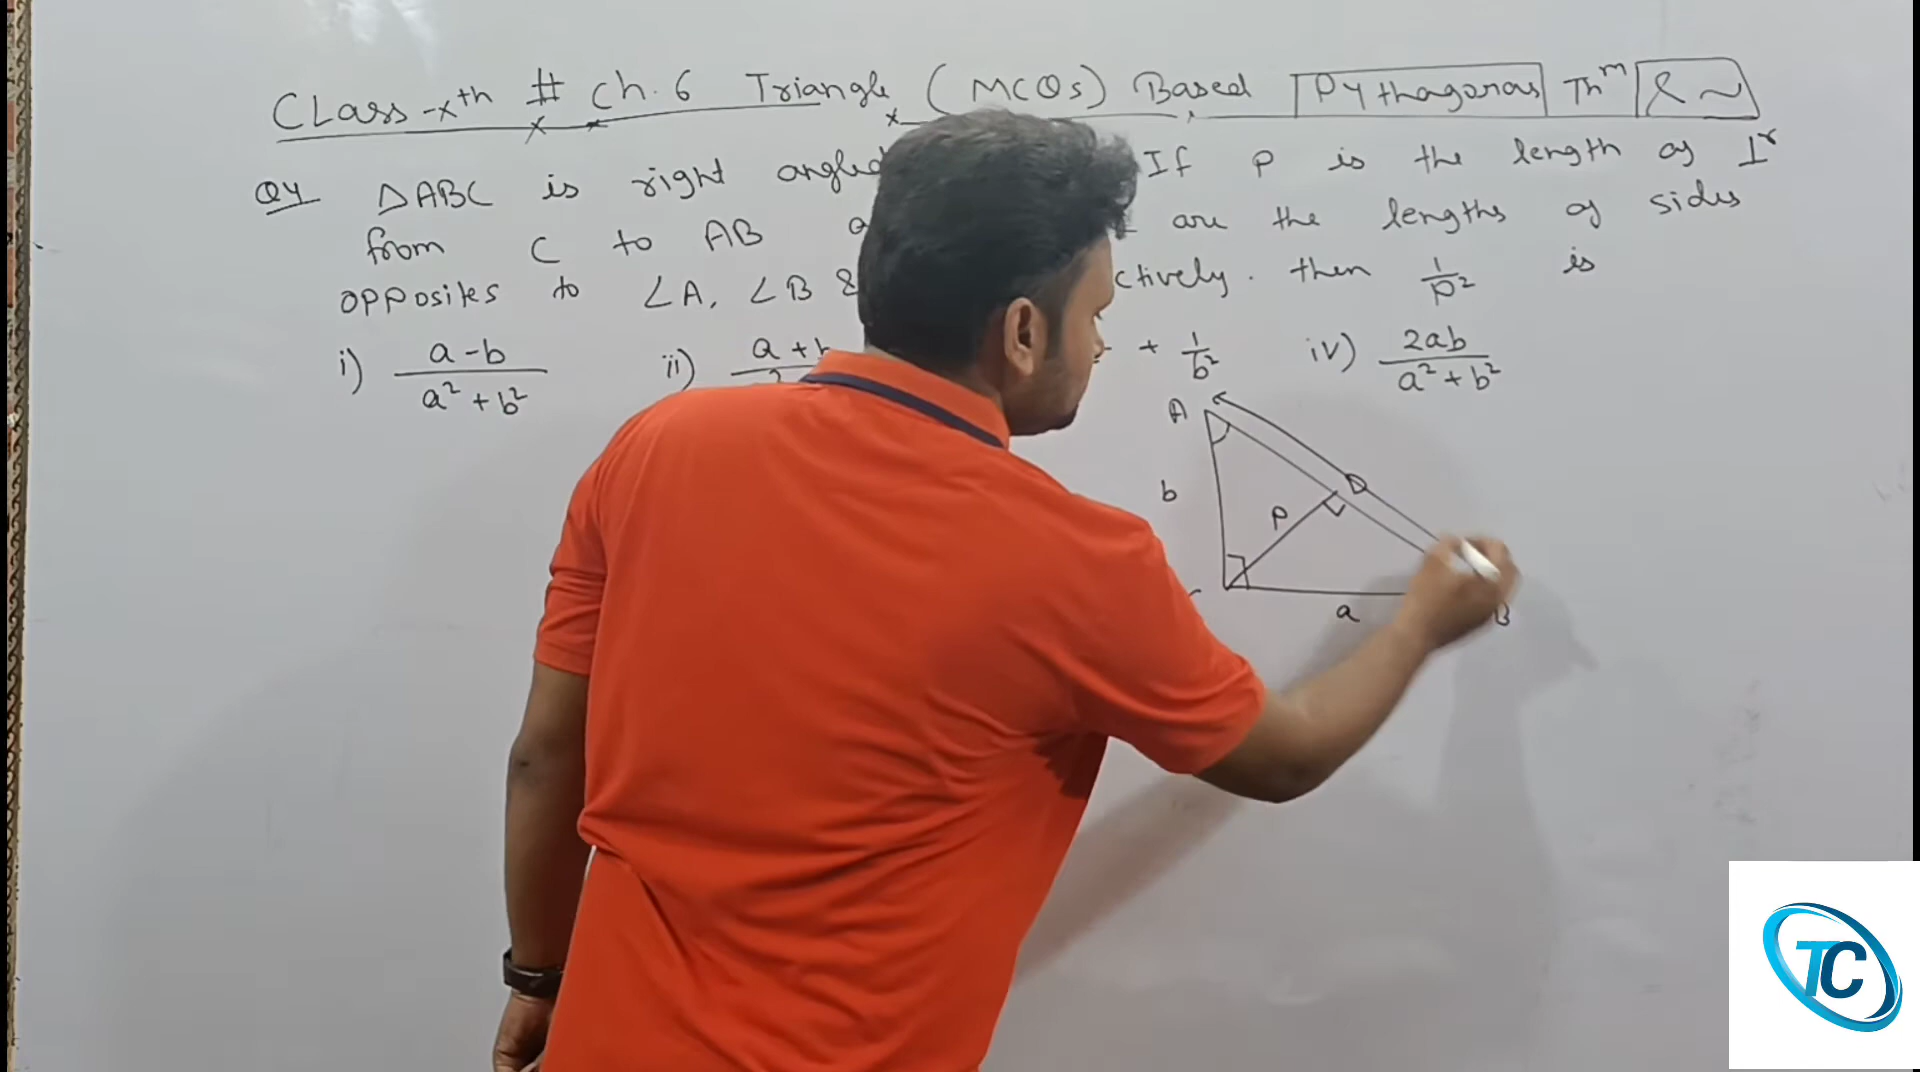 Class -Xth # Ch. 6 Triangle (MCQs) Based Pythagoras Thm & ~
Q4 △ABC is right angled If P is the length of ⊥r
from C to AB are the lengths of sides
opposites to ∠A, ∠B & ctively. then 1/p² is
i) a-b/a²+b² ii) a+ + 1/b² iv) 2ab/a²+b²
A
b
D
P
a
B
TC